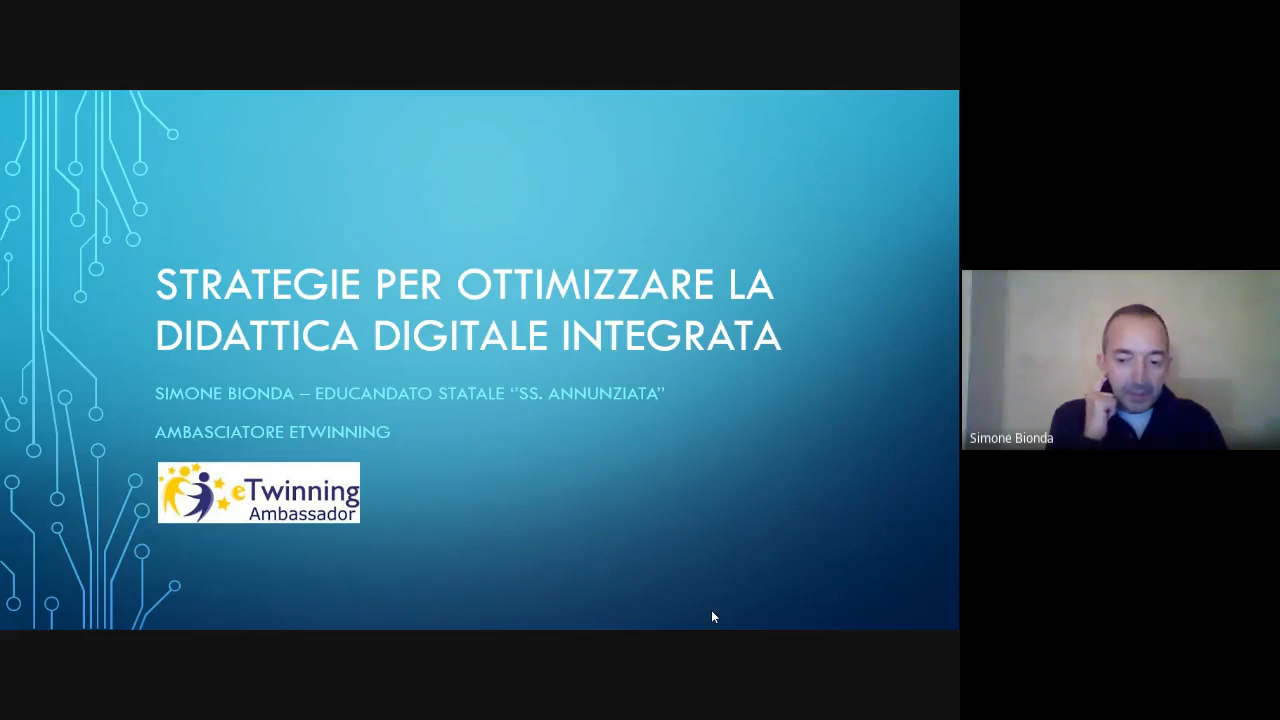 STRATEGIE PER OTTIMIZZARE LA
DIDATTICA DIGITALE INTEGRATA
SIMONE BIONDA – EDUCANDATO STATALE “SS. ANNUNZIATA”
AMBASCIATORE ETWINNING
eTwinning
Ambassador
Simone Bionda